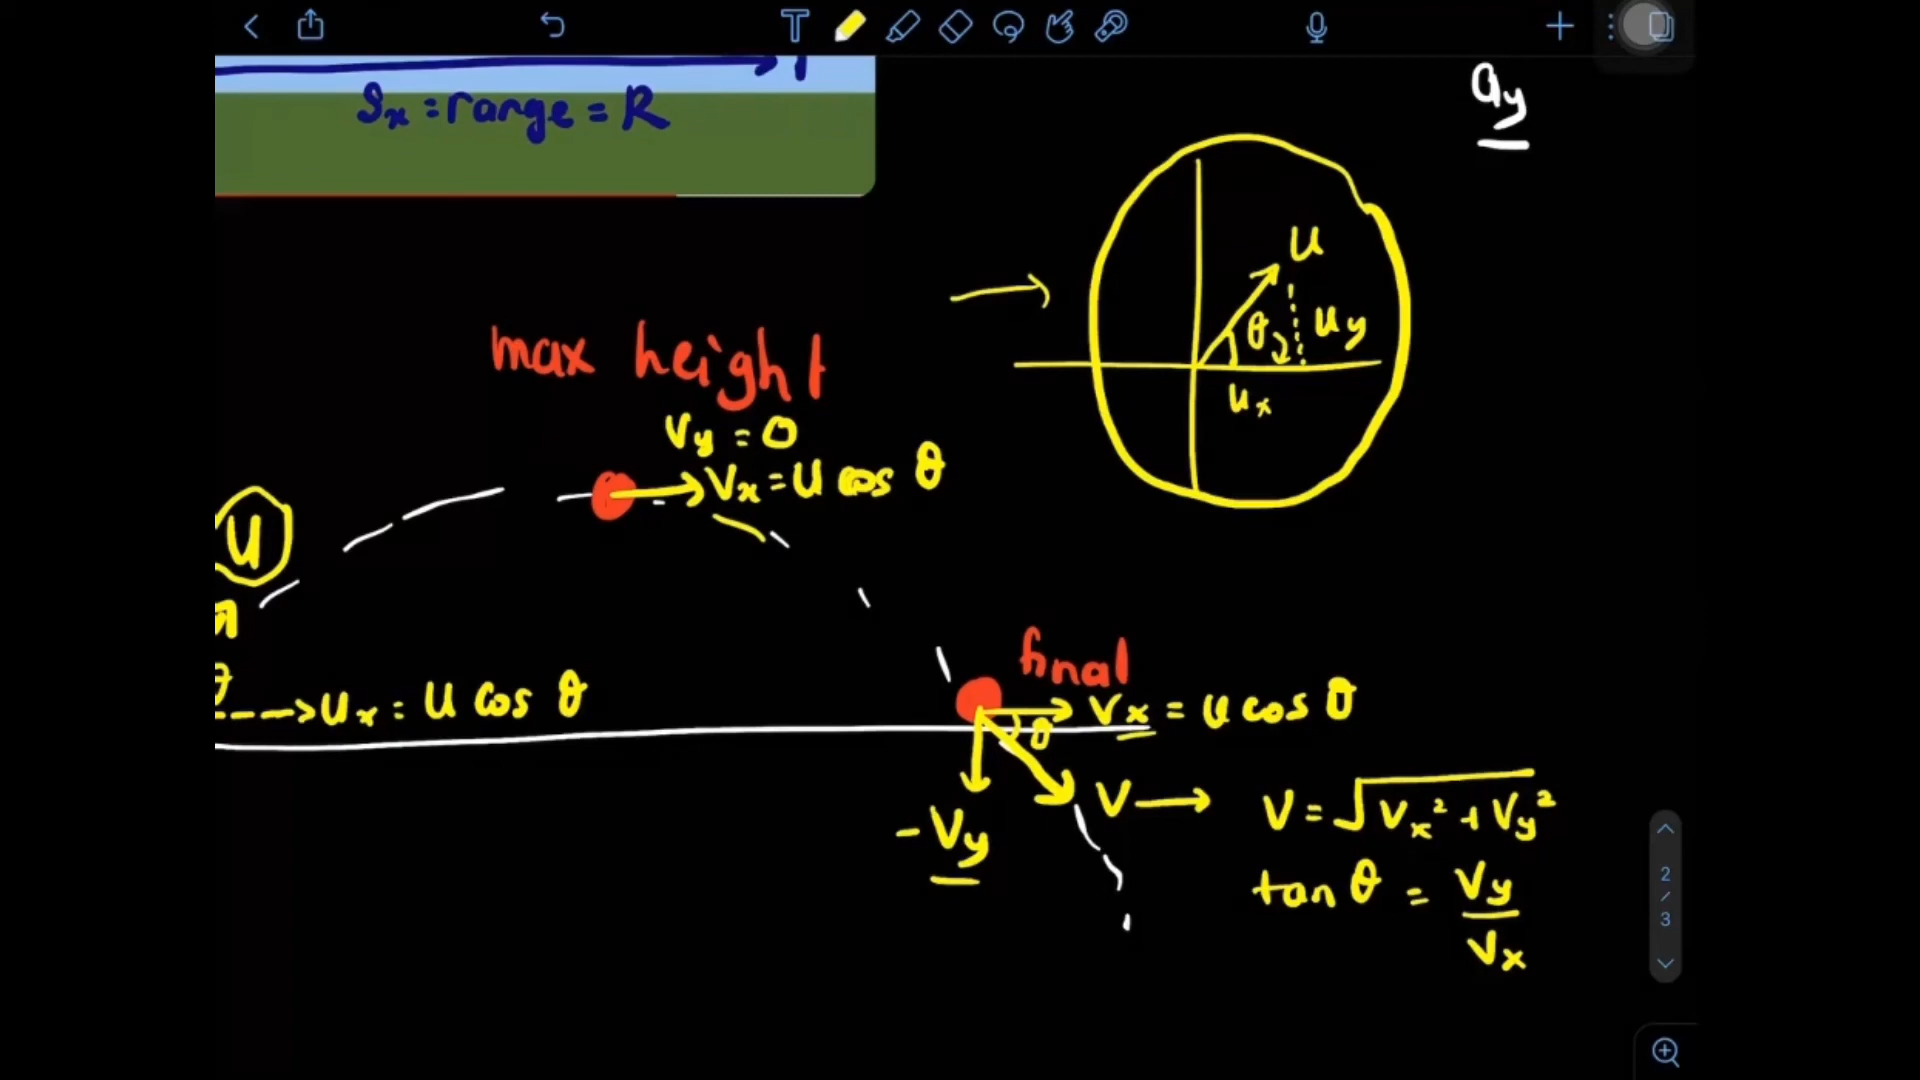 Sx = range = R
ay
u
θ
uy
ux
max height
Vy = 0
Vx = u cos θ
u
θ
ux = u cos θ
final
Vx = u cos θ
θ
-Vy
V → V = √Vx² + Vy²
tan θ = Vy
Vx
2
/
3